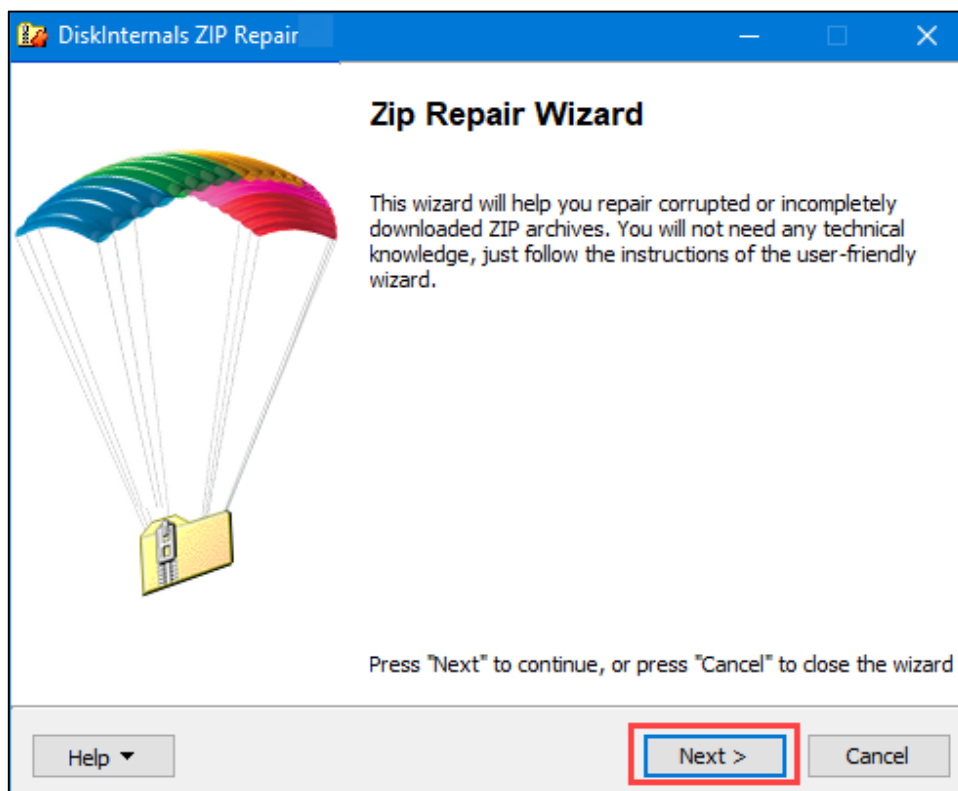 DiskInternals ZIP Repair
Zip Repair Wizard
This wizard will help you repair corrupted or incompletely
downloaded ZIP archives. You will not need any technical
knowledge, just follow the instructions of the user-friendly
wizard.
Press "Next" to continue, or press "Cancel" to close the wizard
Help
Next >
Cancel